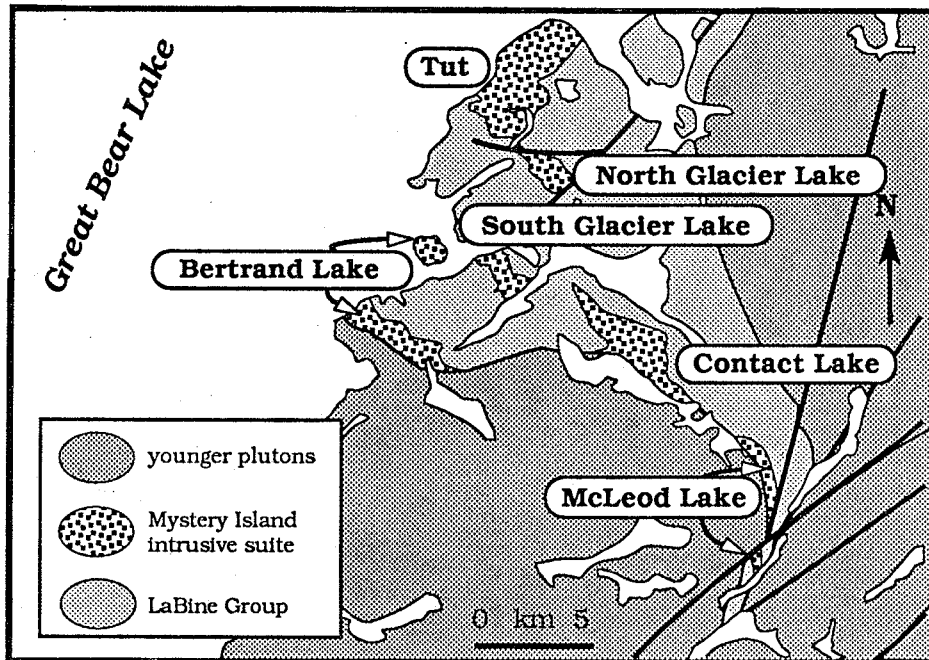 Great Bear Lake
Tut
North Glacier Lake
N
South Glacier Lake
Bertrand Lake
Contact Lake
McLeod Lake
younger plutons
Mystery Island
intrusive suite
LaBine Group
0 km 5